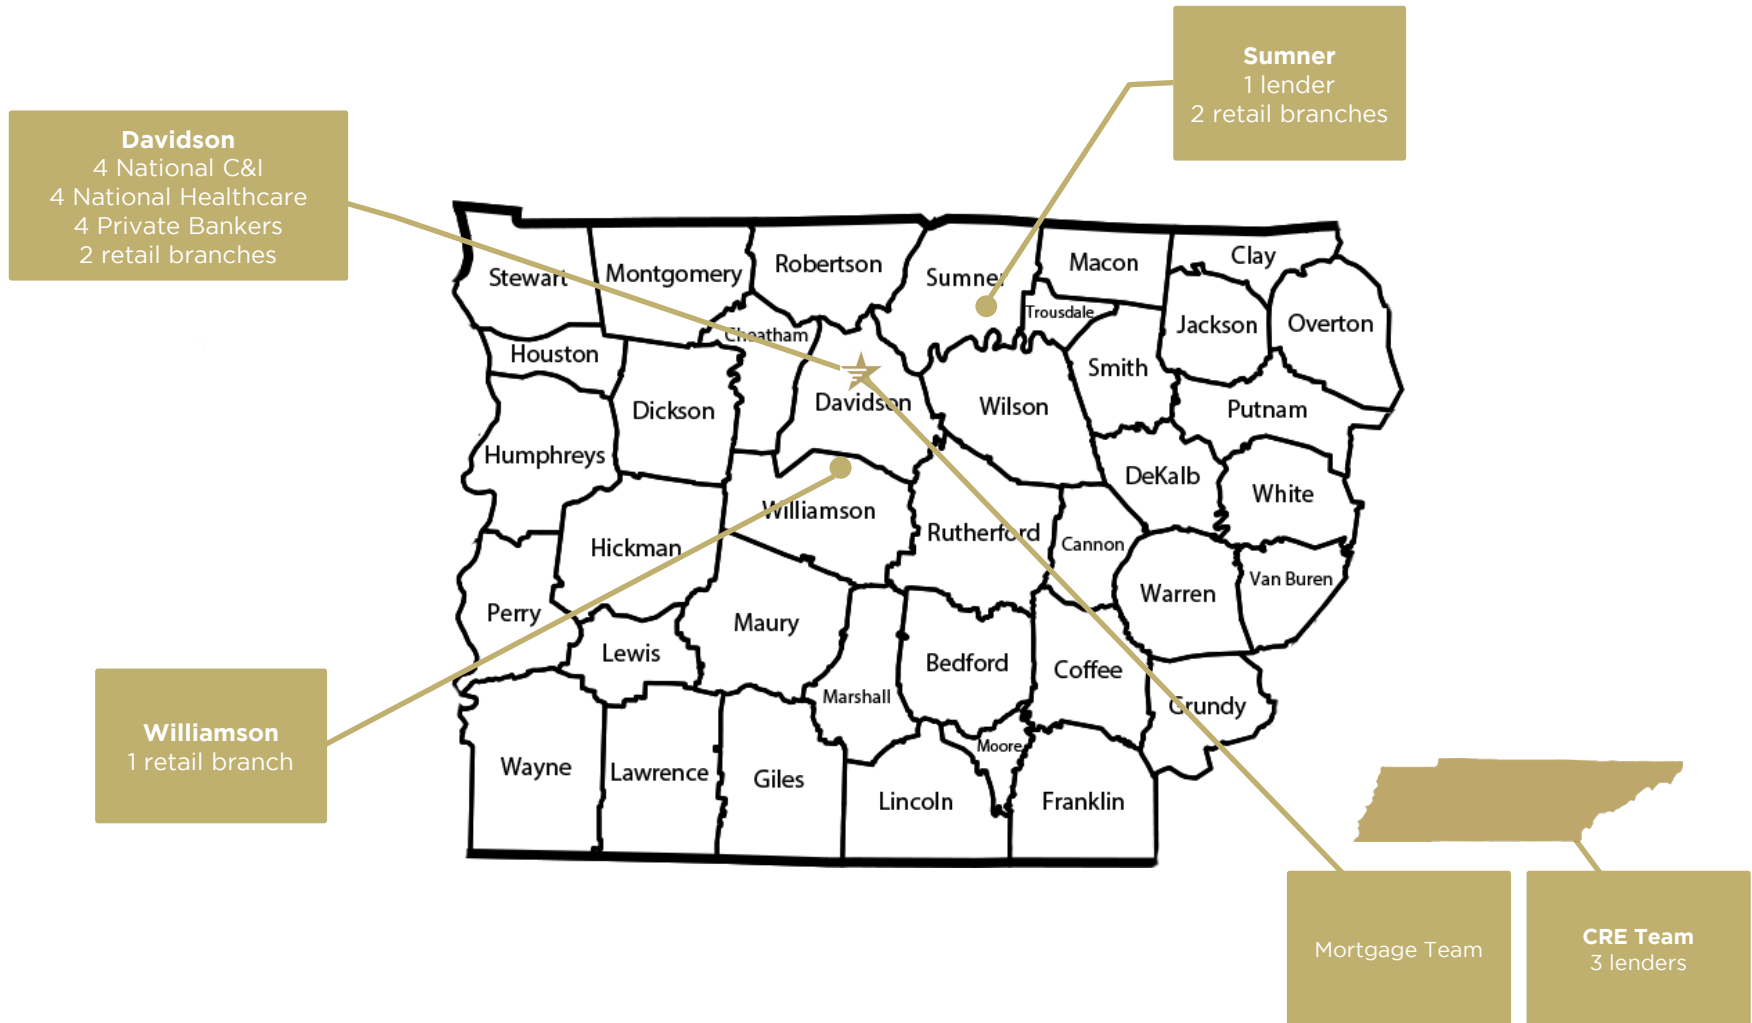 Sumner
1 lender
2 retail branches
Davidson
4 National C&I
4 National Healthcare
4 Private Bankers
2 retail branches
Stewart
Montgomery
Robertson
Sumner
Macon
Clay
Trousdale
Jackson
Overton
Cheatham
Houston
Smith
Dickson
Davidson
Wilson
Putnam
Humphreys
DeKalb
White
Williamson
Rutherford
Cannon
Hickman
Van Buren
Warren
Perry
Maury
Lewis
Bedford
Coffee
Marshall
Grundy
Moore
Wayne
Lawrence
Giles
Lincoln
Franklin
Williamson
1 retail branch
Mortgage Team
CRE Team
3 lenders